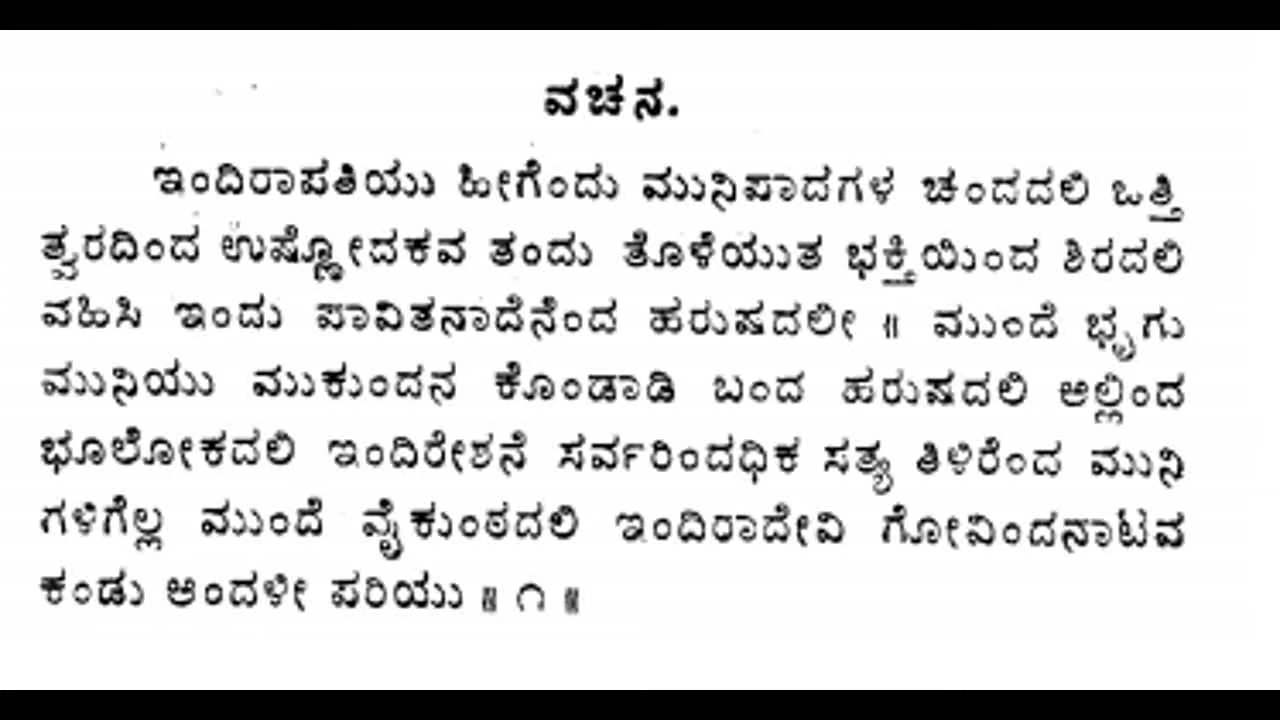 ವಚನ.
ಇಂದಿರಾಪತಿಯು ಹೀಗೆಂದು ಮುನಿಪಾದಗಳ ಚಂದದಲಿ ಒತ್ತಿ
ತ್ವರದಿಂದ ಉಷ್ಣೋದಕವ ತಂದು ತೊಳೆಯುತ ಭಕ್ತಿಯಿಂದ ಶಿರದಲಿ
ವಹಿಸಿ ಇಂದು ಪಾವಿತನಾದೆನೆಂದ ಹರುಷದಲೀ ॥ ಮುಂದೆ ಭೃಗು
ಮುನಿಯು ಮುಕುಂದನ ಕೊಂಡಾಡಿ ಬಂದ ಹರುಷದಲಿ ಅಲ್ಲಿಂದ
ಭೂಲೋಕದಲಿ ಇಂದಿರೇಶನೆ ಸರ್ವರಿಂದಧಿಕ ಸತ್ಯ ತಿಳಿರೆಂದ ಮುನಿ
ಗಳಿಗೆಲ್ಲ ಮುಂದೆ ವೈಕುಂಠದಲಿ ಇಂದಿರಾದೇವಿ ಗೋವಿಂದನಾಟವ
ಕಂಡು ಅಂದಳೀ ಪರಿಯು ॥ ೧ ॥